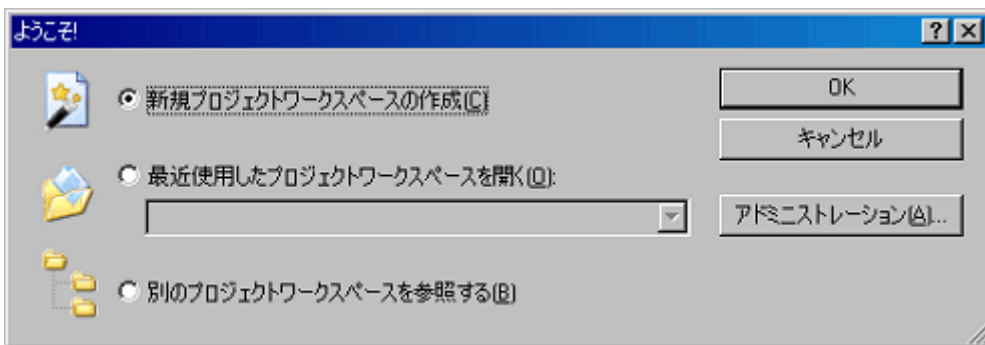 ようこそ!
新規プロジェクトワークスペースの作成(C)
OK
キャンセル
最近使用したプロジェクトワークスペースを開く(O):
アドミニストレーション(A)...
別のプロジェクトワークスペースを参照する(B)